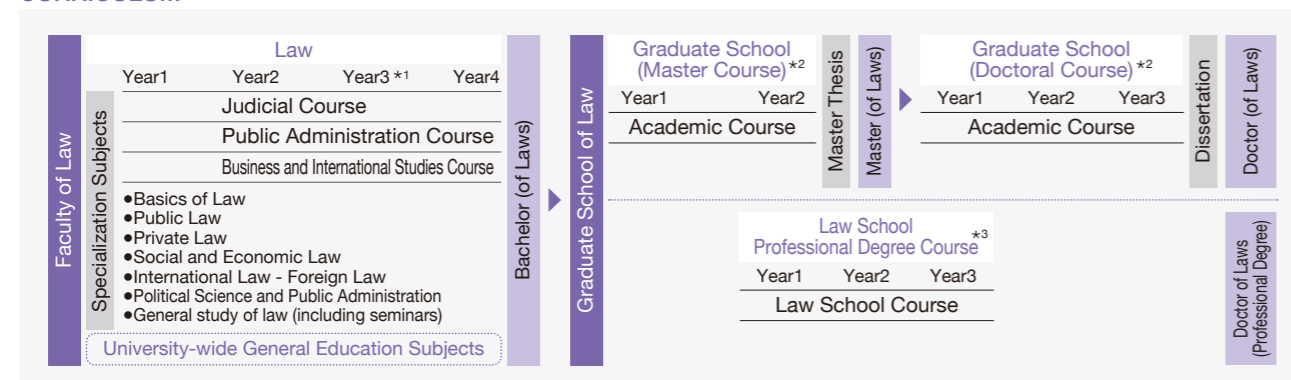 Faculty of Law
Law
Year1 Year2 Year3 *1 Year4
Specialization Subjects
Judicial Course
Public Administration Course
Business and International Studies Course
●Basics of Law
●Public Law
●Private Law
●Social and Economic Law
●International Law - Foreign Law
●Political Science and Public Administration
●General study of law (including seminars)
University-wide General Education Subjects
Bachelor (of Laws)
Graduate School of Law
Graduate School
(Master Course) *2
Year1 Year2
Academic Course
Master Thesis
Master (of Laws)
Graduate School
(Doctoral Course) *2
Year1 Year2 Year3
Academic Course
Dissertation
Doctor (of Laws)
Law School
Professional Degree Course *3
Year1 Year2 Year3
Law School Course
Doctor of Laws
(Professional Degree)